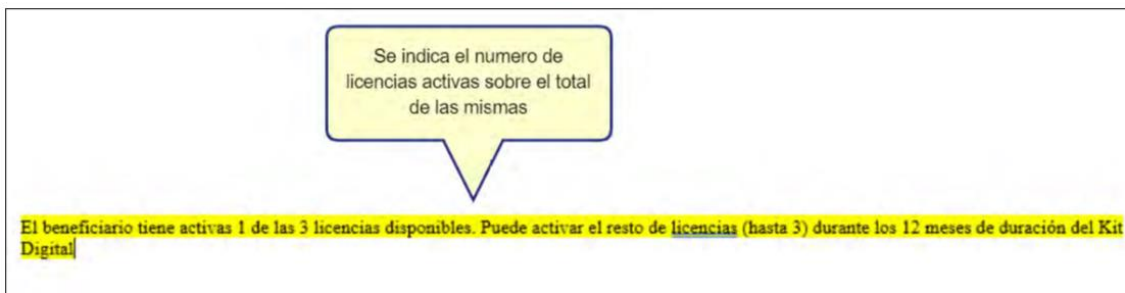 Se indica el numero de
licencias activas sobre el total
de las mismas
El beneficiario tiene activas 1 de las 3 licencias disponibles. Puede activar el resto de licencias (hasta 3) durante los 12 meses de duración del Kit
Digital